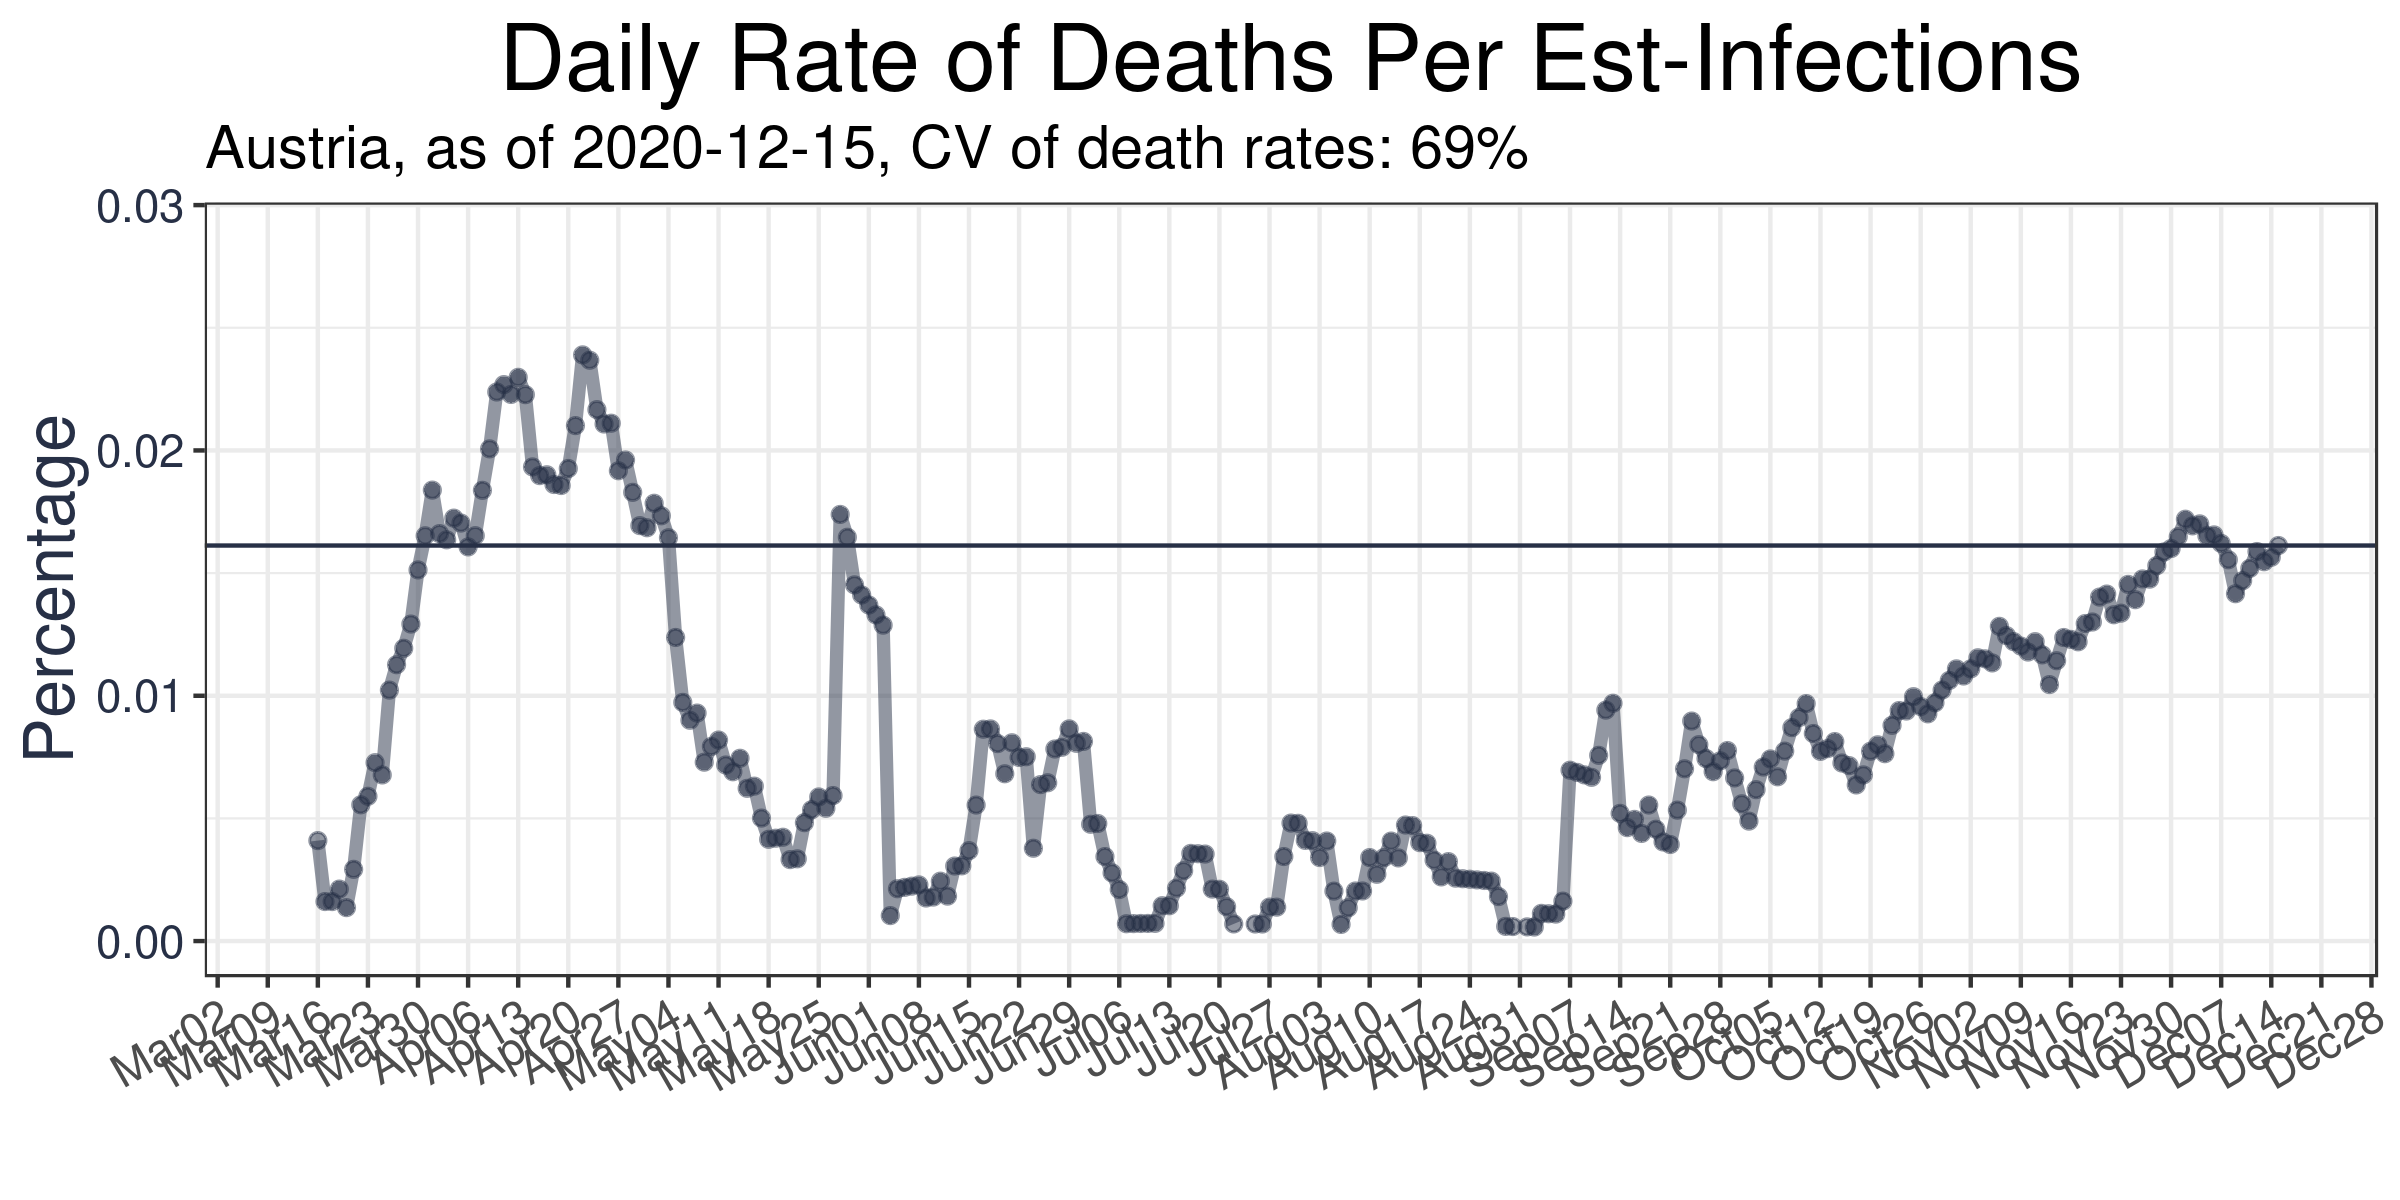 Daily Rate of Deaths Per Est-Infections
Austria, as of 2020-12-15, CV of death rates: 69%
Percentage
0.03
0.02
0.01
0.00
Mar02
Mar09
Mar16
Mar23
Mar30
Apr06
Apr13
Apr20
Apr27
May04
May11
May18
May25
Jun01
Jun08
Jun15
Jun22
Jun29
Jul06
Jul13
Jul20
Jul27
Aug03
Aug10
Aug17
Aug24
Aug31
Sep07
Sep14
Sep21
Sep28
Oct05
Oct12
Oct19
Oct26
Nov02
Nov09
Nov16
Nov23
Nov30
Dec07
Dec14
Dec21
Dec28